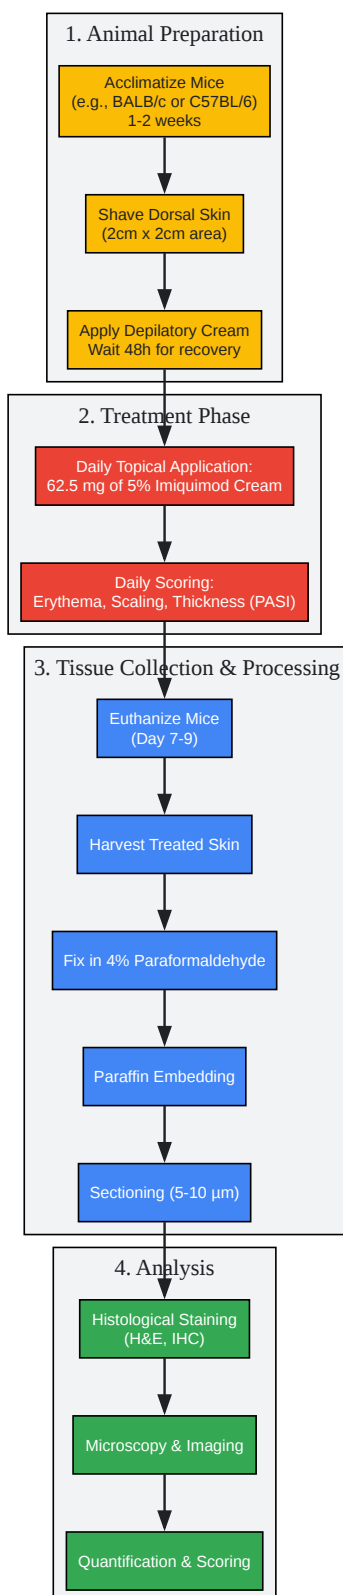 1. Animal Preparation
Acclimatize Mice
(e.g., BALB/c or C57BL/6)
1-2 weeks
Shave Dorsal Skin
(2cm x 2cm area)
Apply Depilatory Cream
Wait 48h for recovery
2. Treatment Phase
Daily Topical Application:
62.5 mg of 5% Imiquimod Cream
Daily Scoring:
Erythema, Scaling, Thickness (PASI)
3. Tissue Collection & Processing
Euthanize Mice
(Day 7-9)
Harvest Treated Skin
Fix in 4% Paraformaldehyde
Paraffin Embedding
Sectioning (5-10 µm)
4. Analysis
Histological Staining
(H&E, IHC)
Microscopy & Imaging
Quantification & Scoring